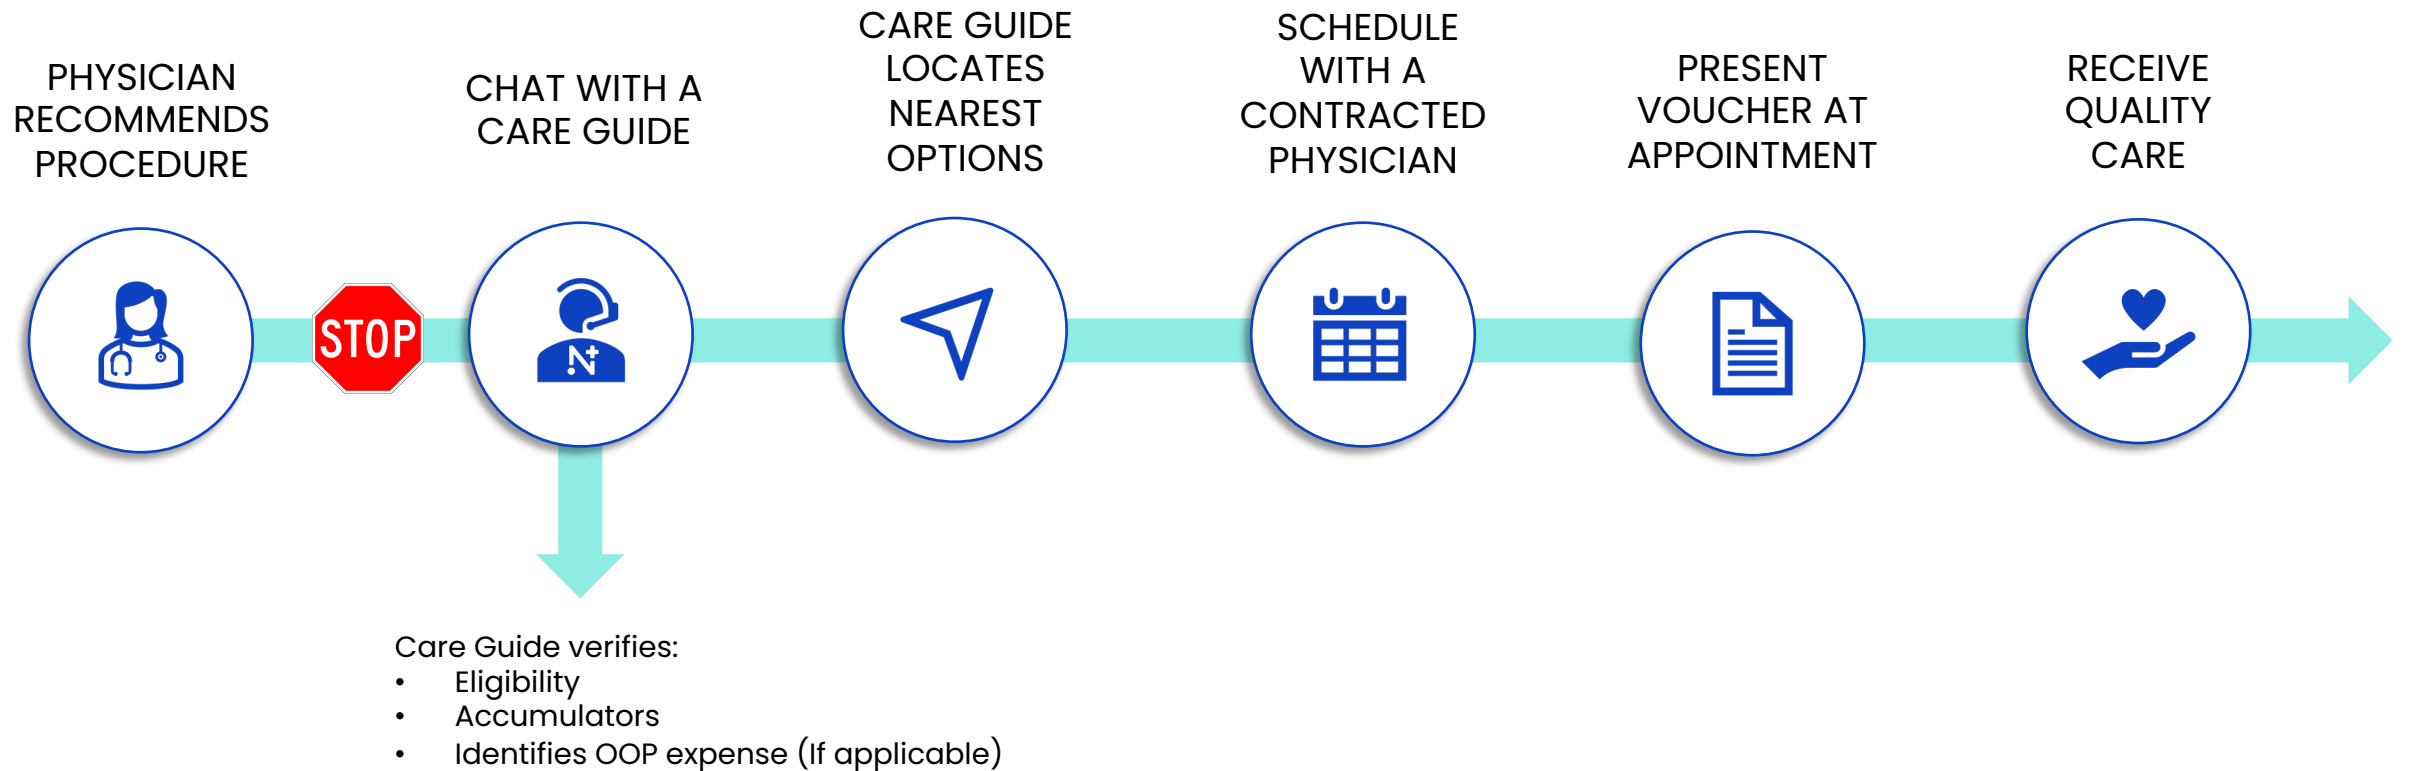 PHYSICIAN
RECOMMENDS
PROCEDURE
CHAT WITH A
CARE GUIDE
CARE GUIDE
LOCATES
NEAREST
OPTIONS
SCHEDULE
WITH A
CONTRACTED
PHYSICIAN
PRESENT
VOUCHER AT
APPOINTMENT
RECEIVE
QUALITY
CARE
STOP
N
Care Guide verifies:
• Eligibility
• Accumulators
• Identifies OOP expense (If applicable)